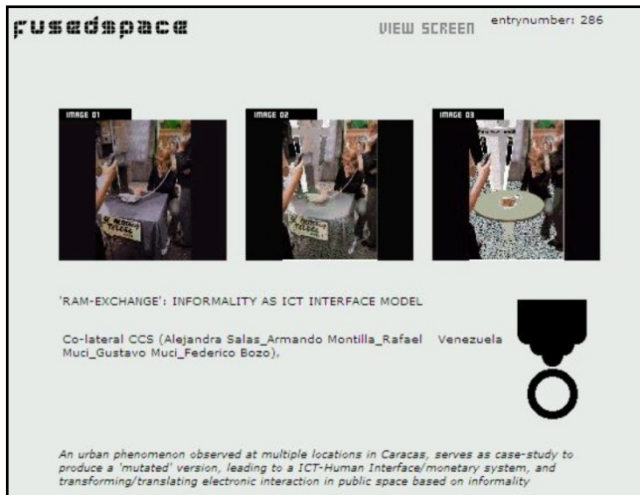 fusedspace
VIEW SCREEN
entrynumber: 286
IMAGE 01
IMAGE 02
IMAGE 03
'RAM-EXCHANGE': INFORMALITY AS ICT INTERFACE MODEL
Co-lateral CCS (Alejandra Salas_Armando Montilla_Rafael Venezuela
Muci_Gustavo Muci_Federico Bozo),
An urban phenomenon observed at multiple locations in Caracas, serves as case-study to
produce a 'mutated' version, leading to a ICT-Human Interface/monetary system, and
transforming/translating electronic interaction in public space based on informality